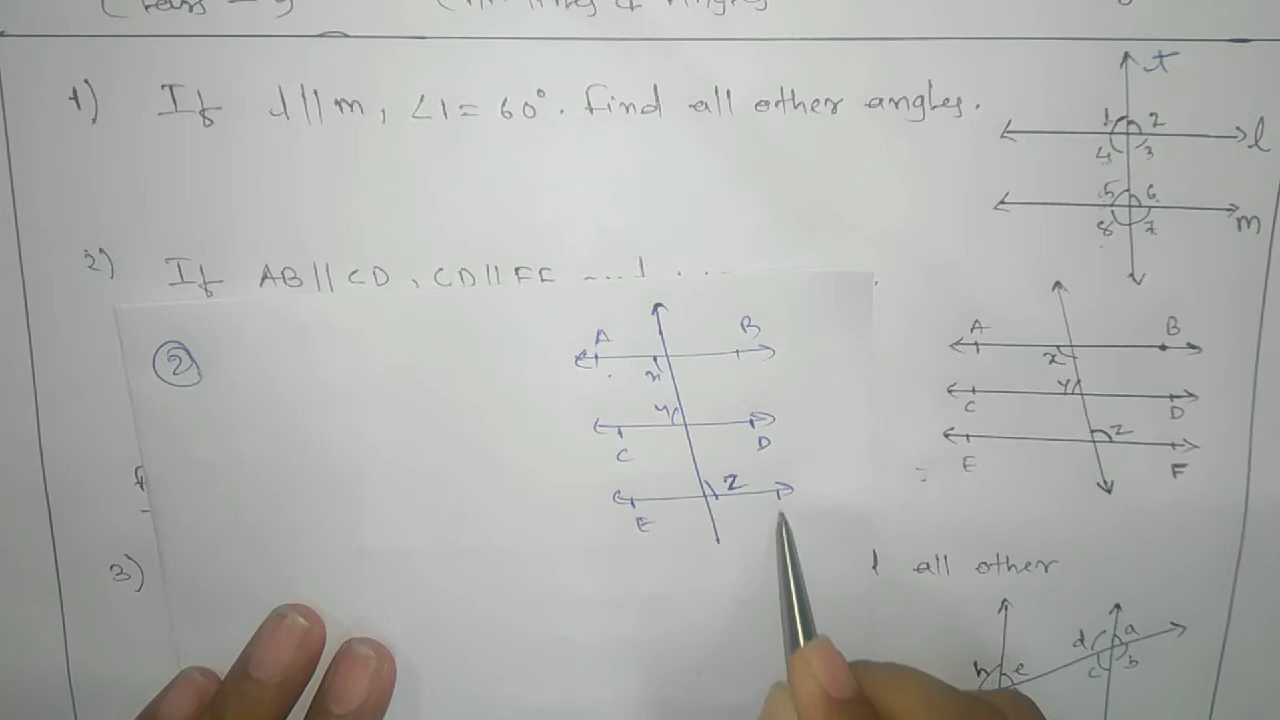 1) If l||m, ∠1= 60°. Find all other angles.
t
1 2
l
4 3
5 6
m
8 7
2) If AB||CD, CD||EF
②
A B
x
y
C D
z
E
A B
x
y
C D
z
E F
3)
all other
d a
h e c b